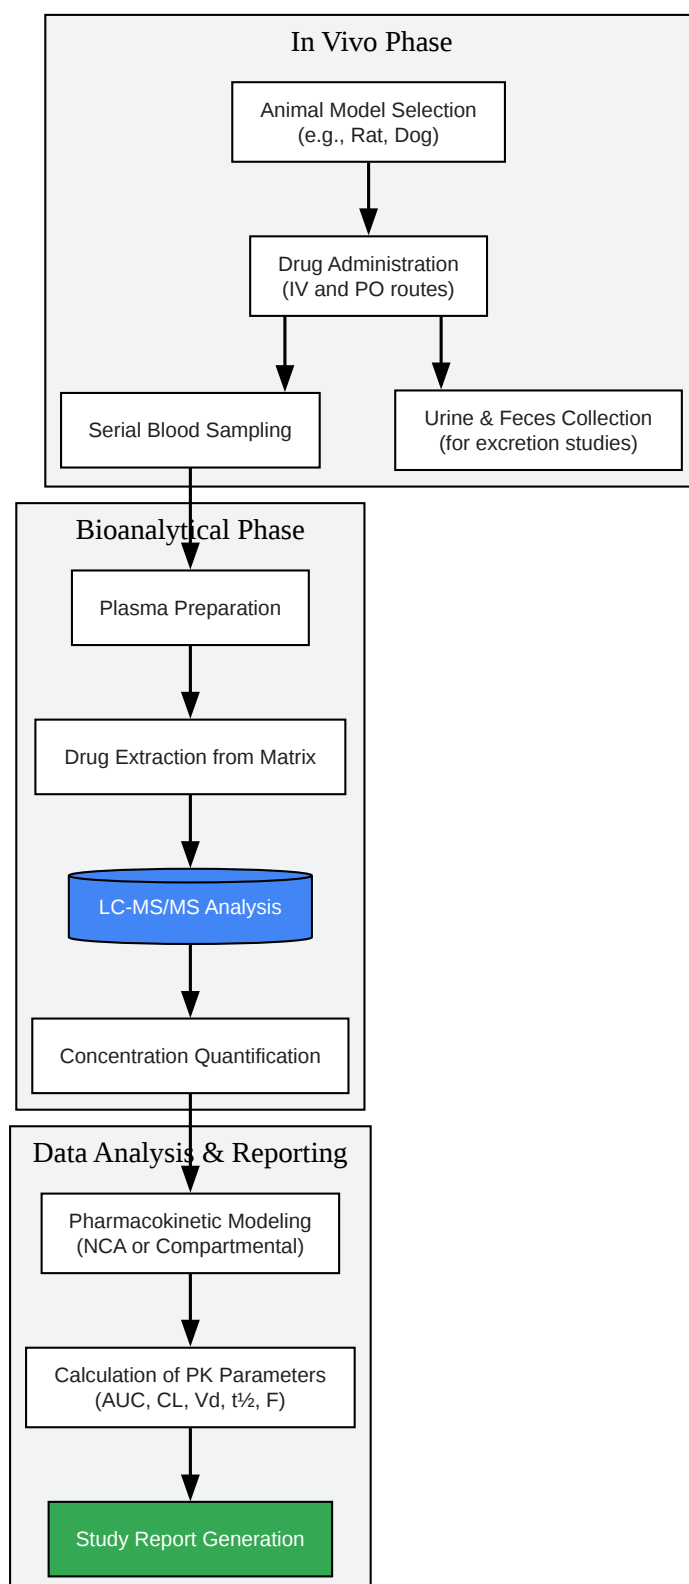 In Vivo Phase
Animal Model Selection
(e.g., Rat, Dog)
Drug Administration
(IV and PO routes)
Serial Blood Sampling
Urine & Feces Collection
(for excretion studies)
Bioanalytical Phase
Plasma Preparation
Drug Extraction from Matrix
LC-MS/MS Analysis
Concentration Quantification
Data Analysis & Reporting
Pharmacokinetic Modeling
(NCA or Compartmental)
Calculation of PK Parameters
(AUC, CL, Vd, t½, F)
Study Report Generation